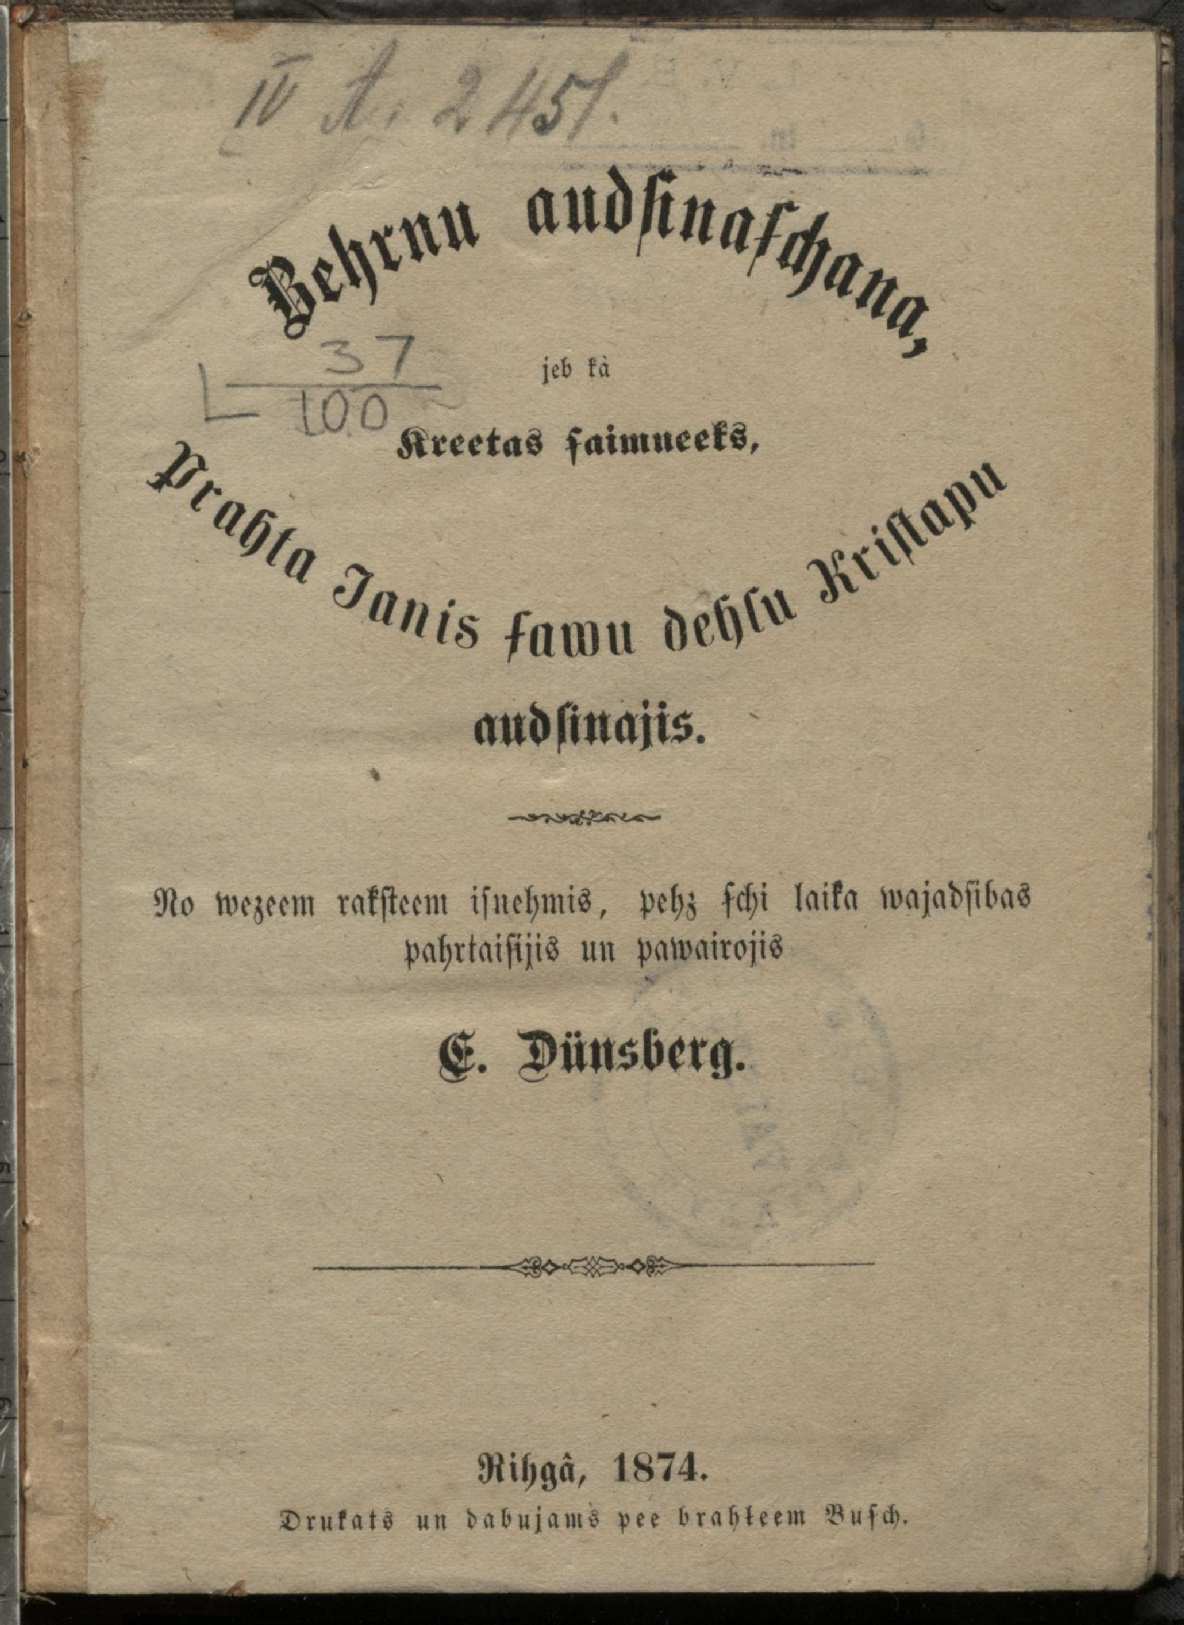 IV A. 2451.
Behrnu audſinaſchana,
jeb kà
37
L 100
Kreetas ſaimneeks,
Prahta Janis ſawu dehlu Kriſtapu
audſinajis.
No wezeem rakſteem iſnehmis, pehz ſchi laika wajadſibas
pahrtaiſijis un pawairojis
E. Dünsberg.
Rihgâ, 1874.
Drukats un dabujams pee brahłeem Buſch.